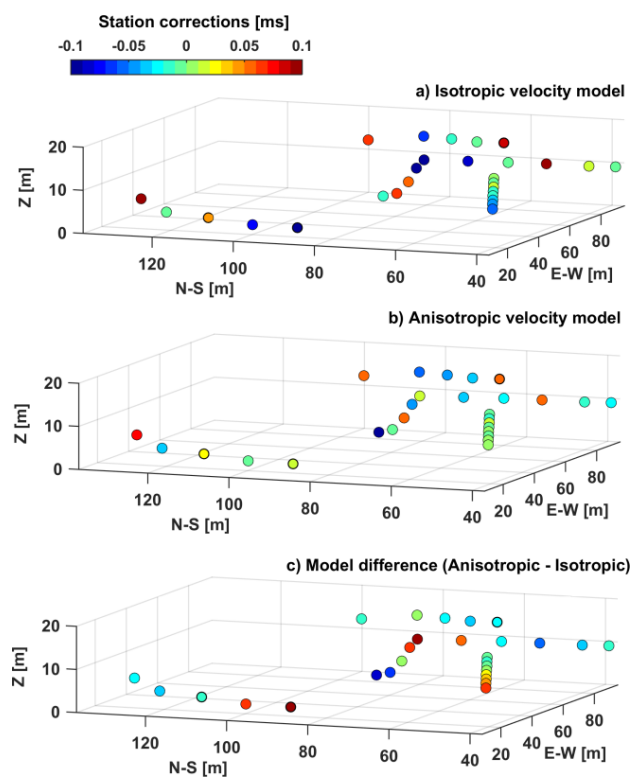 Station corrections [ms]
-0.1 -0.05 0 0.05 0.1
a) Isotropic velocity model
20
10
0
Z [m]
120 100 80 60 40
N-S [m]
20 40 60 80
E-W [m]
b) Anisotropic velocity model
20
10
0
Z [m]
120 100 80 60 40
N-S [m]
20 40 60 80
E-W [m]
c) Model difference (Anisotropic - Isotropic)
20
10
0
Z [m]
120 100 80 60 40
N-S [m]
20 40 60 80
E-W [m]